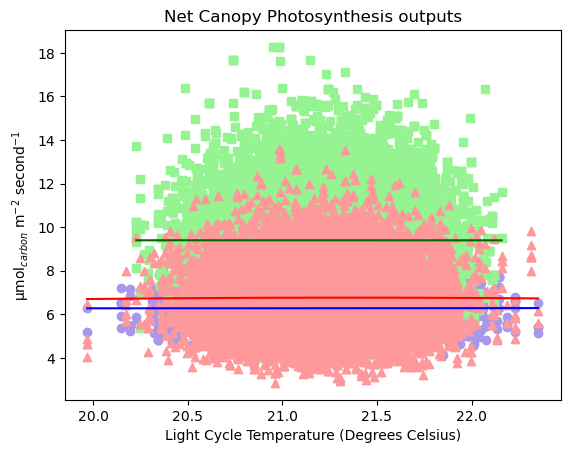 Net Canopy Photosynthesis outputs
μmol_carbon m⁻² second⁻¹
18
16
14
12
10
8
6
4
20.0 20.5 21.0 21.5 22.0
Light Cycle Temperature (Degrees Celsius)